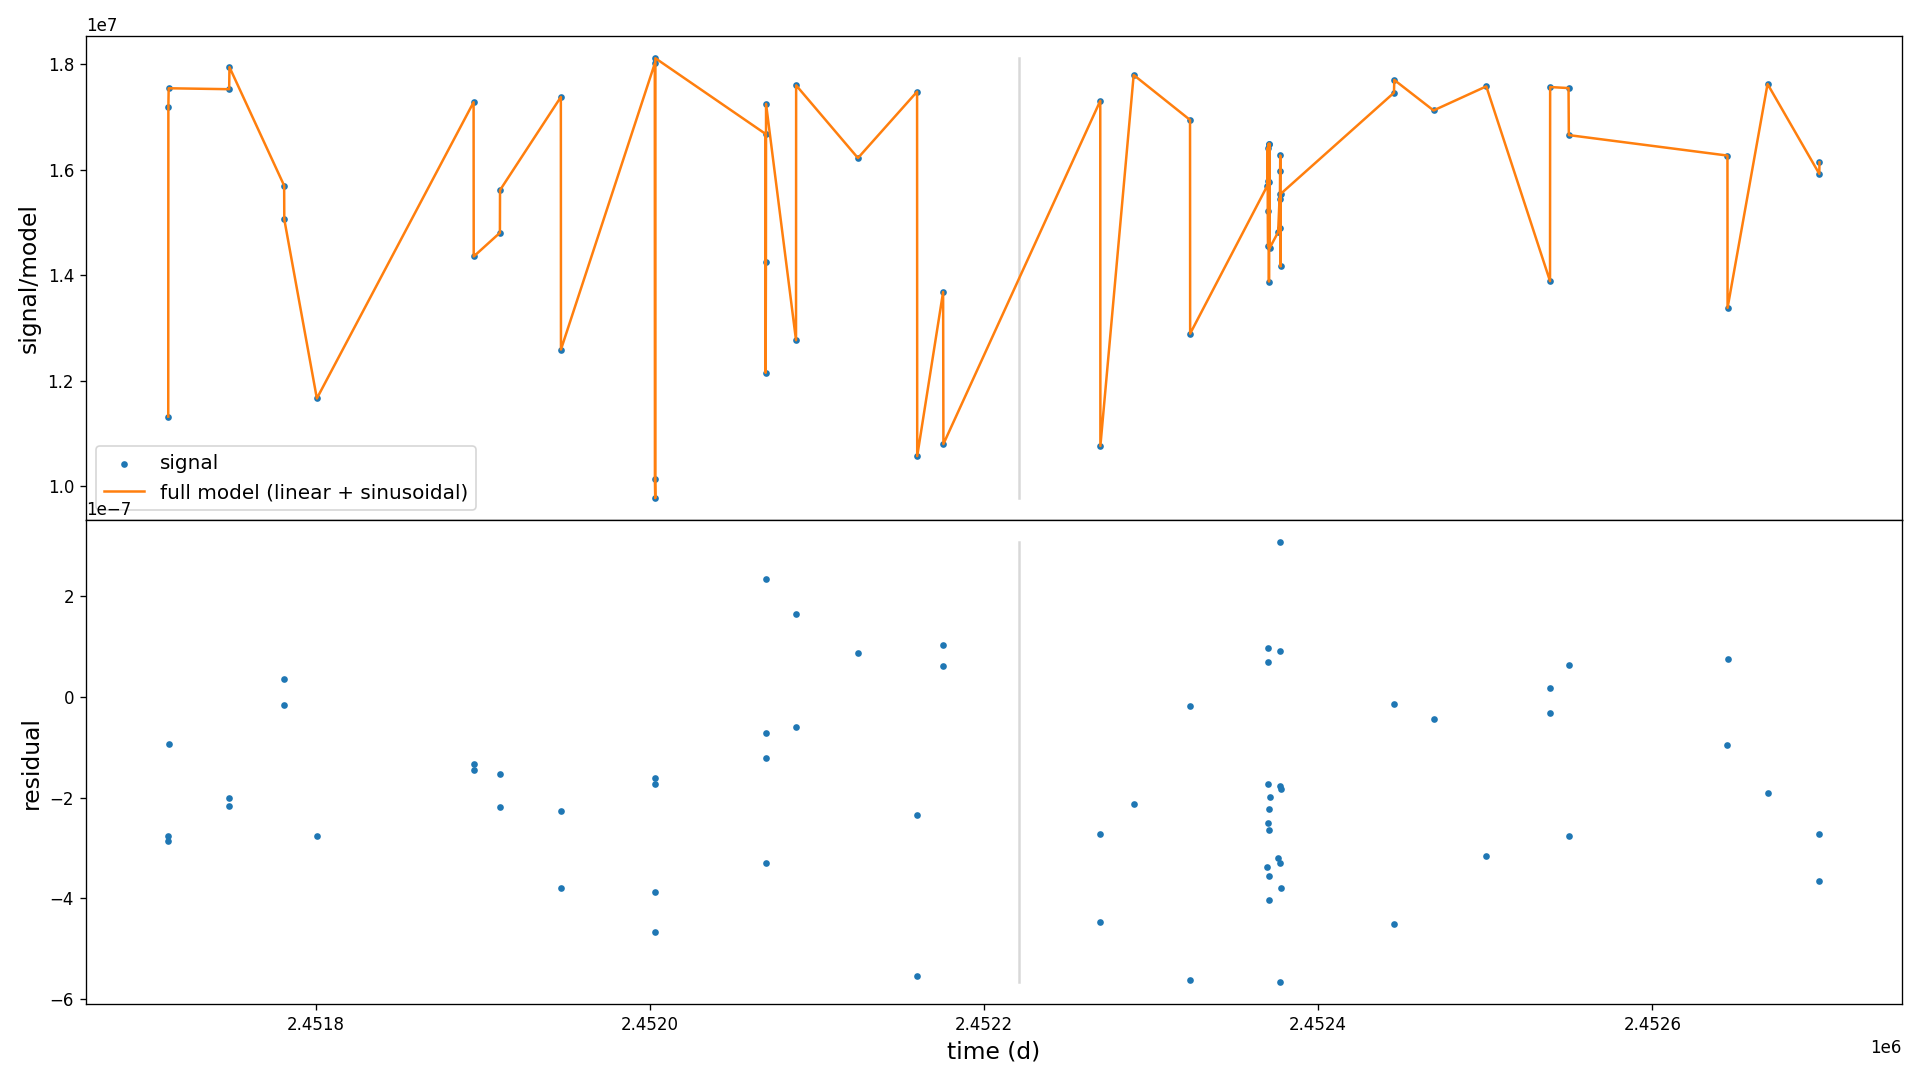 1e7
1.8
1.6
1.4
1.2
1.0
signal/model
signal
full model (linear + sinusoidal)
1e−7
2
0
−2
−4
−6
residual
2.4518
2.4520
2.4522
2.4524
2.4526
1e6
time (d)